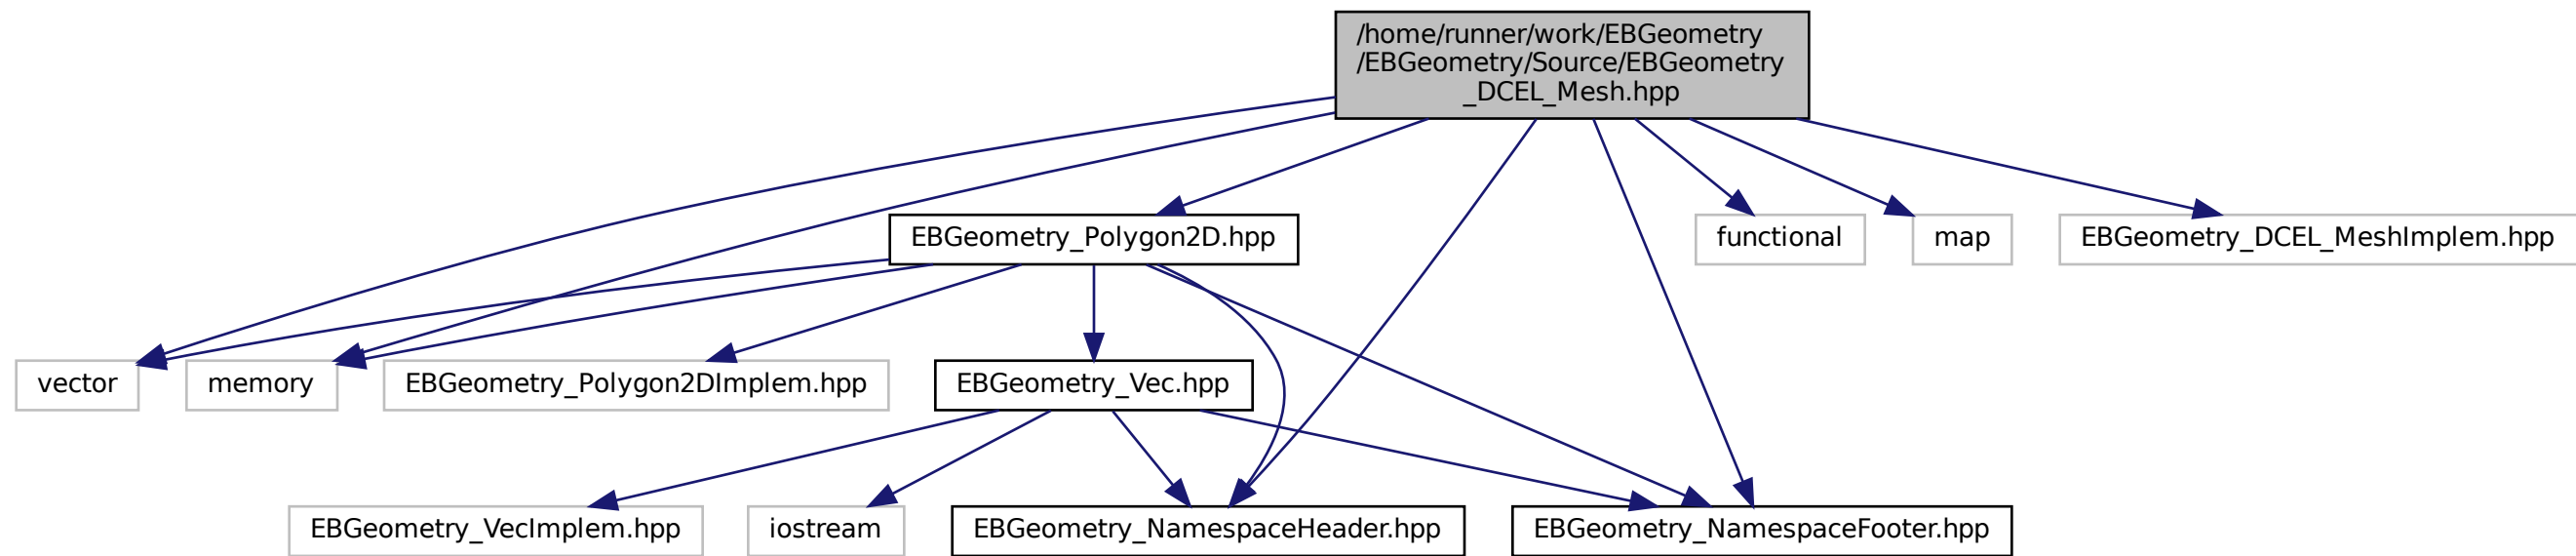 /home/runner/work/EBGeometry
/EBGeometry/Source/EBGeometry
_DCEL_Mesh.hpp
EBGeometry_Polygon2D.hpp
functional
map
EBGeometry_DCEL_MeshImplem.hpp
vector
memory
EBGeometry_Polygon2DImplem.hpp
EBGeometry_Vec.hpp
EBGeometry_VecImplem.hpp
iostream
EBGeometry_NamespaceHeader.hpp
EBGeometry_NamespaceFooter.hpp